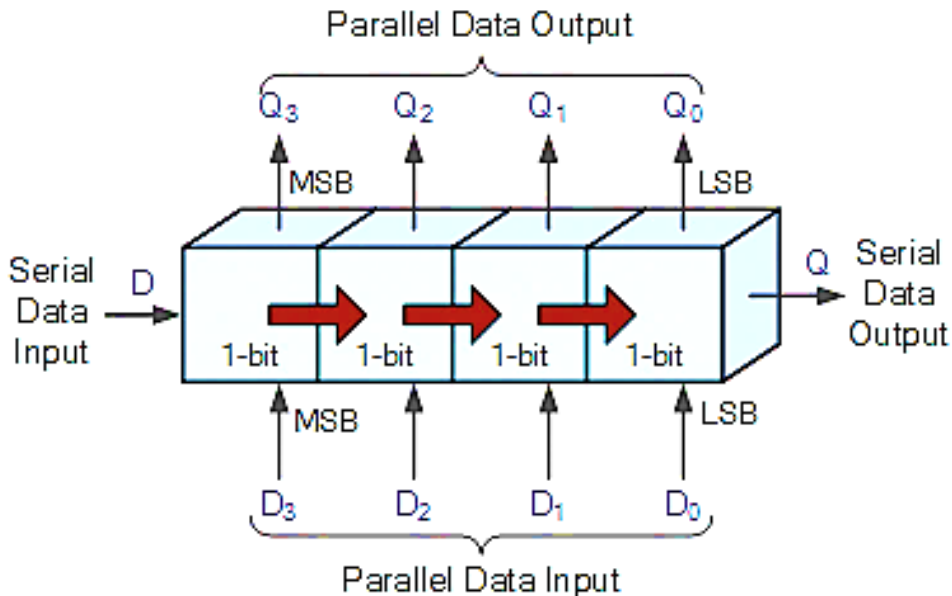 Parallel Data Output
Q₃ Q₂ Q₁ Q₀
MSB LSB
Serial
Data
Input
D
Q
Serial
Data
Output
1-bit 1-bit 1-bit 1-bit
MSB LSB
D₃ D₂ D₁ D₀
Parallel Data Input